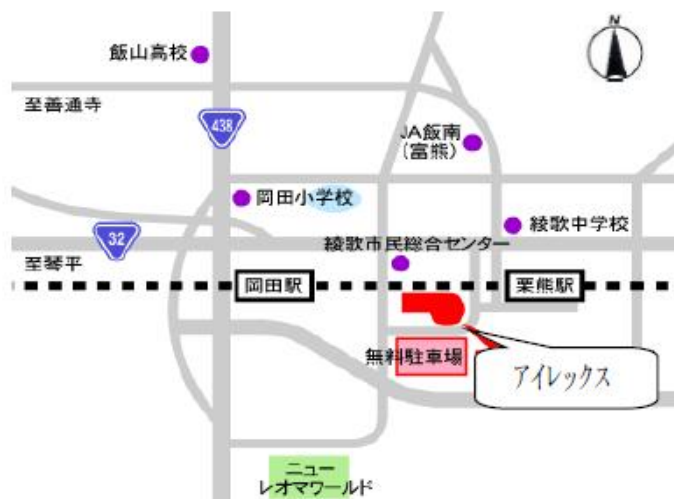 N
飯山高校
至善通寺
438
JA飯南
(富熊)
岡田小学校
綾歌中学校
32
綾歌市民総合センター
至琴平
岡田駅
栗熊駅
無料駐車場
アイレックス
ニュー
レオマワールド